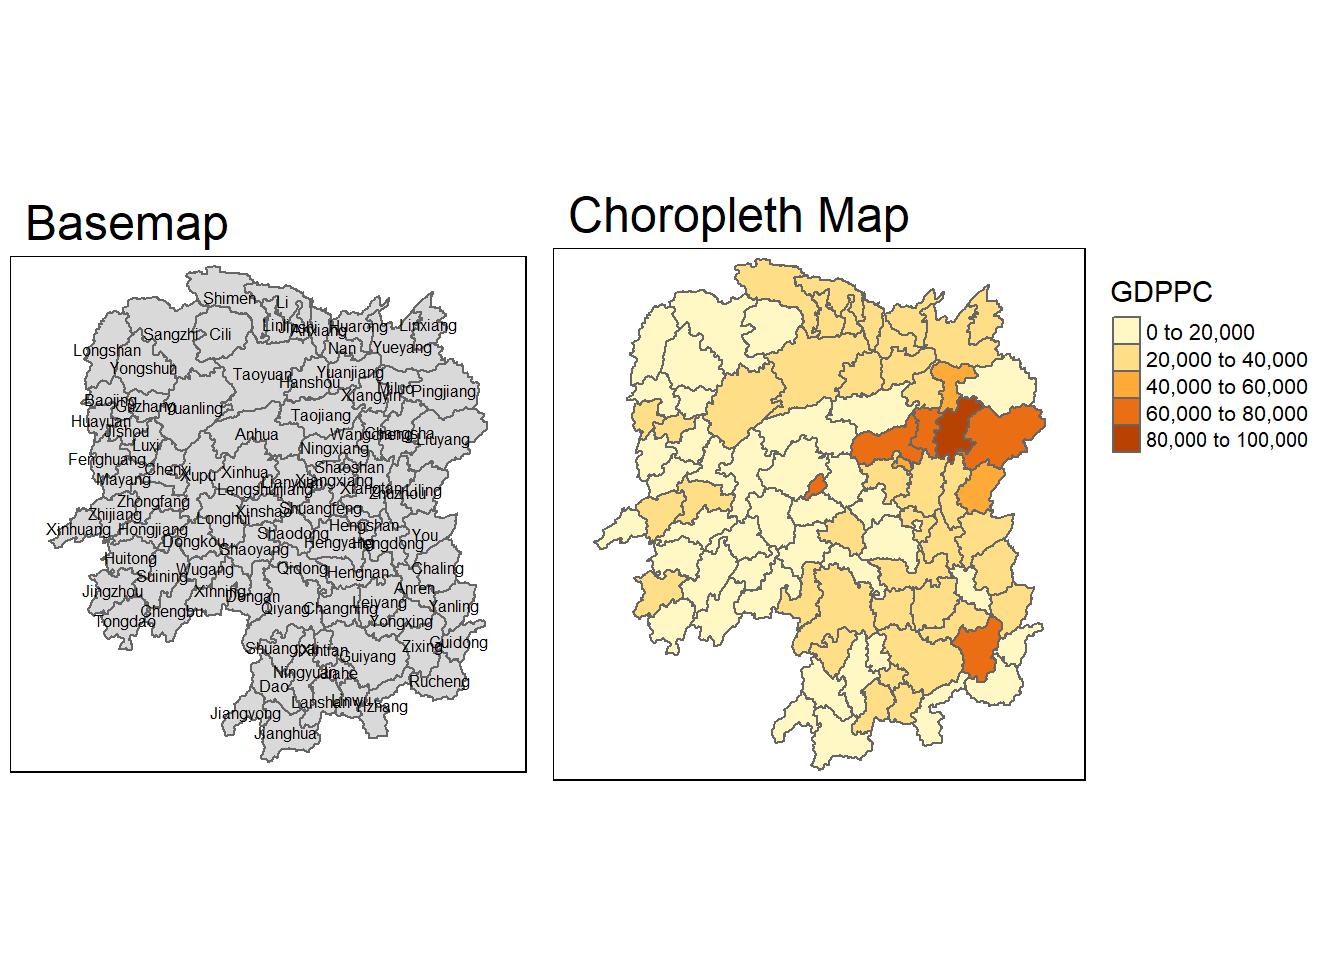 Basemap
Shimen
Li
Anxiang
Huarong
Linxiang
Sangzhi
Cili
Nan
Yueyang
Longshan
Yongshun
Taoyuan
Hanshou
Yuanjiang
Miluo
Pingjiang
Xiangyin
Baojing
Guzhang
Yuanling
Taojiang
Huayuan
Jishou
Anhua
Wangcheng
Changsha
Liuyang
Luxi
Ningxiang
Fenghuang
Chenxi
Xupu
Xinhua
Shaoshan
Mayang
Lengshuijiang
Xiangxiang
Xiangtan
Zhuzhou
Liling
Zhongfang
Zhijiang
Xinshao
Shuangfeng
Longhui
Xinhuang
Hongjiang
Hengshan
Dongkou
Shaodong
Hengyang
Hengdong
You
Shaoyang
Huitong
Wugang
Qidong
Hengnan
Chaling
Suining
Jingzhou
Xinning
Dongan
Anren
Chengbu
Qiyang
Changning
Leiyang
Yanling
Tongdao
Yongxing
Shuangpai
Xintian
Guiyang
Zixing
Guidong
Ningyuan
Jiahe
Dao
Rucheng
Lanshan
Linwu
Yizhang
Jiangyong
Jianghua
Choropleth Map
GDPPC
0 to 20,000
20,000 to 40,000
40,000 to 60,000
60,000 to 80,000
80,000 to 100,000